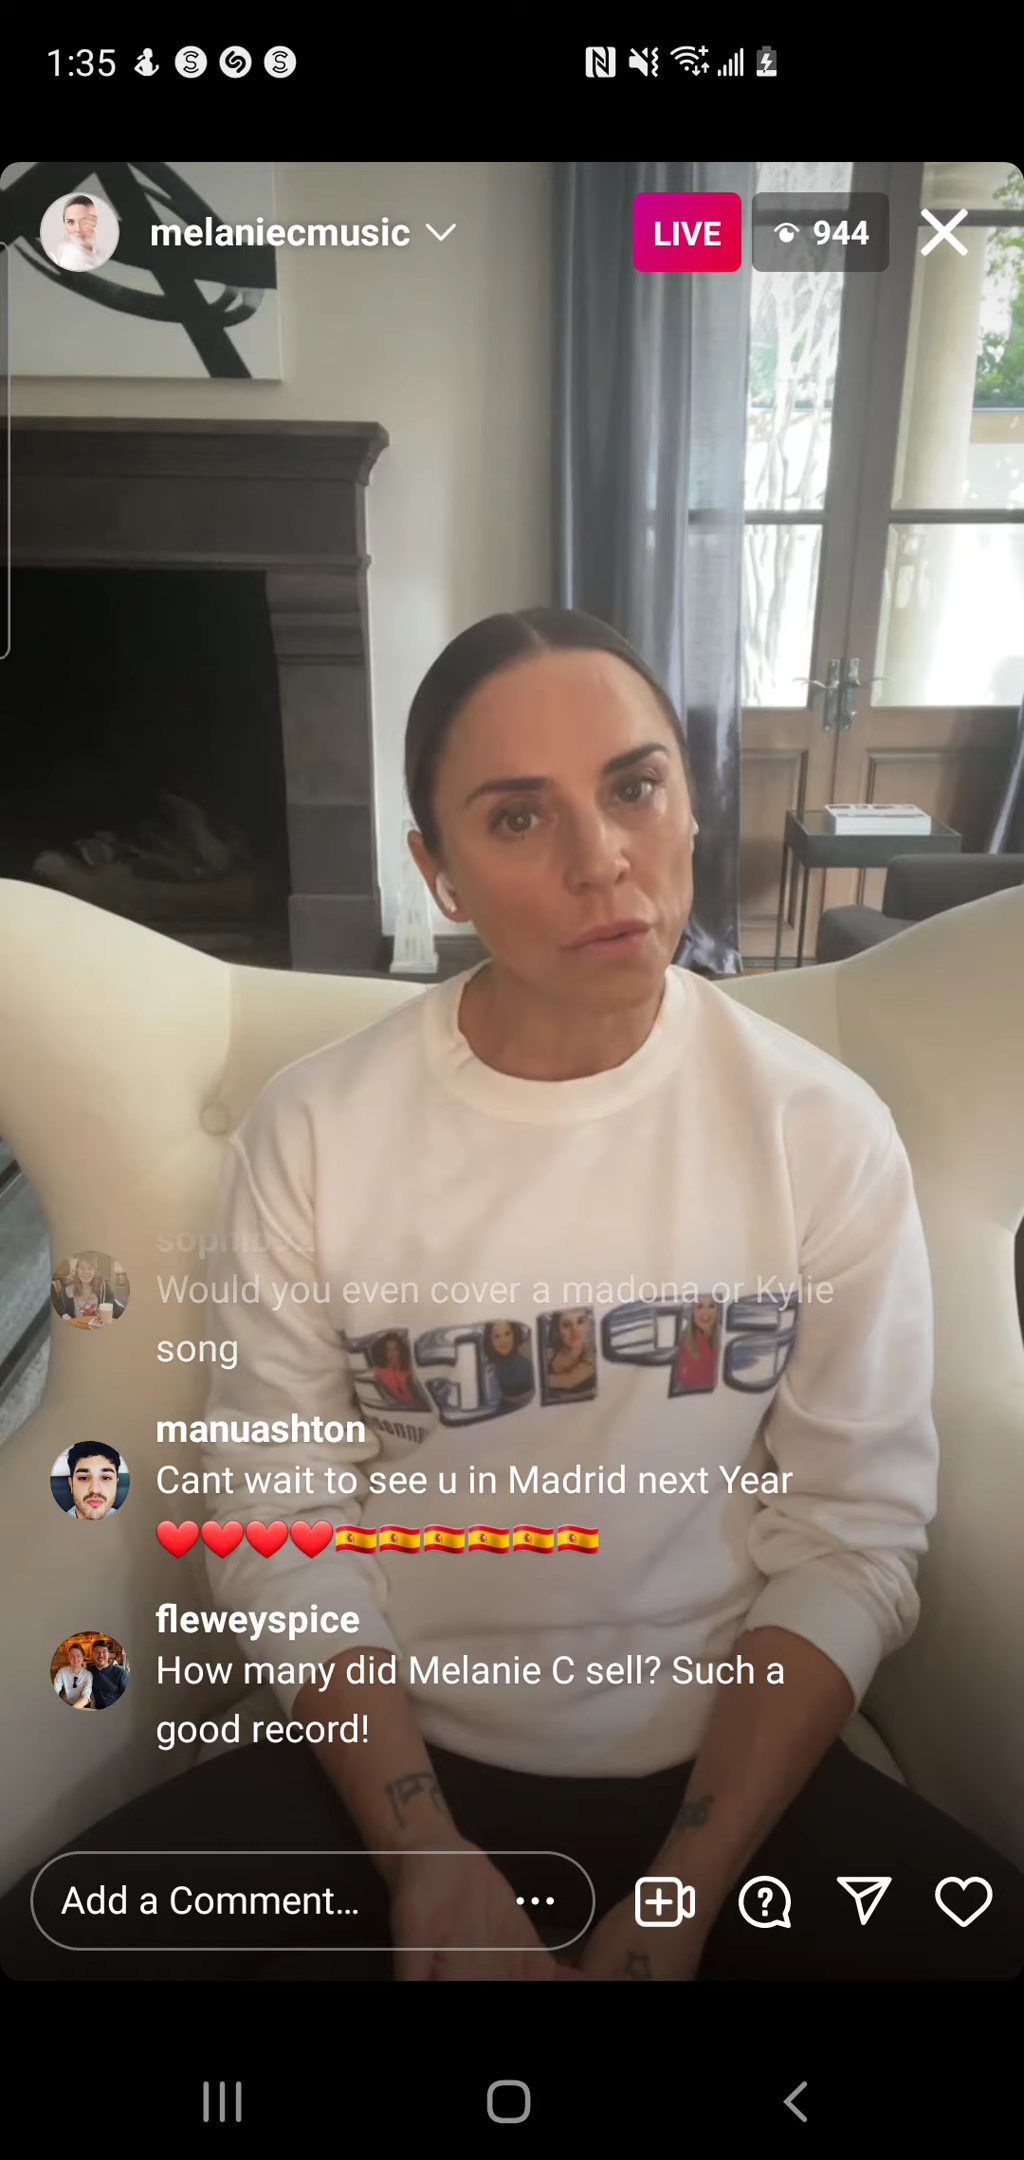 1:35
melaniecmusic
LIVE
944
Would you even cover a madona or Kylie
song
SPICE
manuashton
Cant wait to see u in Madrid next Year
❤️❤️❤️❤️🇪🇸🇪🇸🇪🇸🇪🇸🇪🇸🇪🇸
fleweyspice
How many did Melanie C sell? Such a
good record!
Add a Comment...